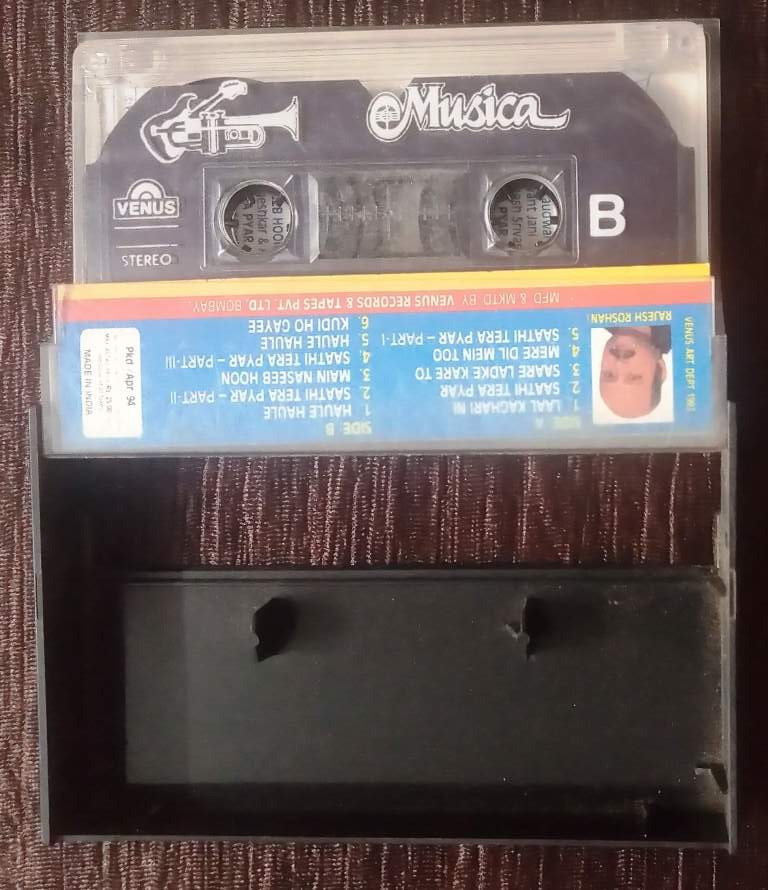 Musica
VENUS
STEREO
B
PYAR
MFD & MKTD BY VENUS RECORDS & TAPES PVT. LTD. BOMBAY.
VENUS ART DEPT 1993
RAJESH ROSHAN
SIDE A
1. LAAL KAGHARI NI
2. SAATHI TERA PYAR
3. SAARE LADKE KARE TO
4. MERE DIL MEIN TOO
5. SAATHI TERA PYAR – PART-I
SIDE B
1. HAULE HAULE
2. SAATHI TERA PYAR – PART-II
3. MAIN NASEEB HOON
4. SAATHI TERA PYAR – PART-III
5. HAULE HAULE
6. KUDI HO GAYEE
Pkd Apr 94
MADE IN INDIA